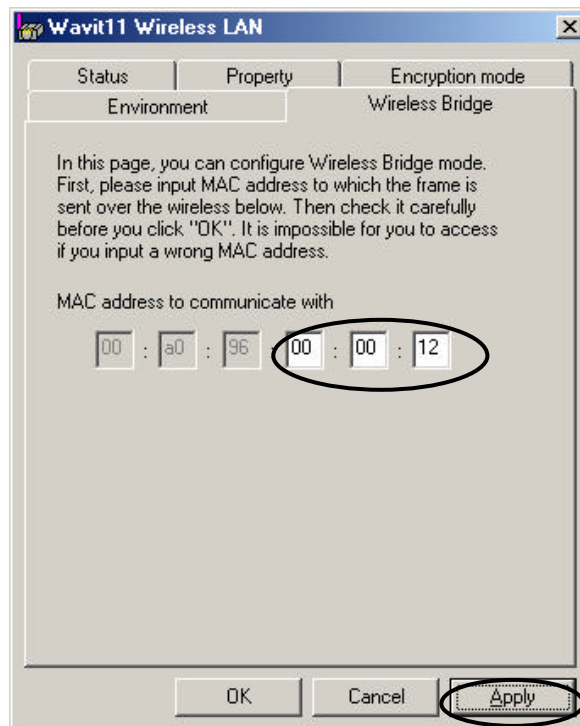 Wavit11 Wireless LAN
Status Property Encryption mode
Environment Wireless Bridge
In this page, you can configure Wireless Bridge mode.
First, please input MAC address to which the frame is
sent over the wireless below. Then check it carefully
before you click "OK". It is impossible for you to access
if you input a wrong MAC address.
MAC address to communicate with
00 : a0 : 96 : 00 : 00 : 12
OK Cancel Apply